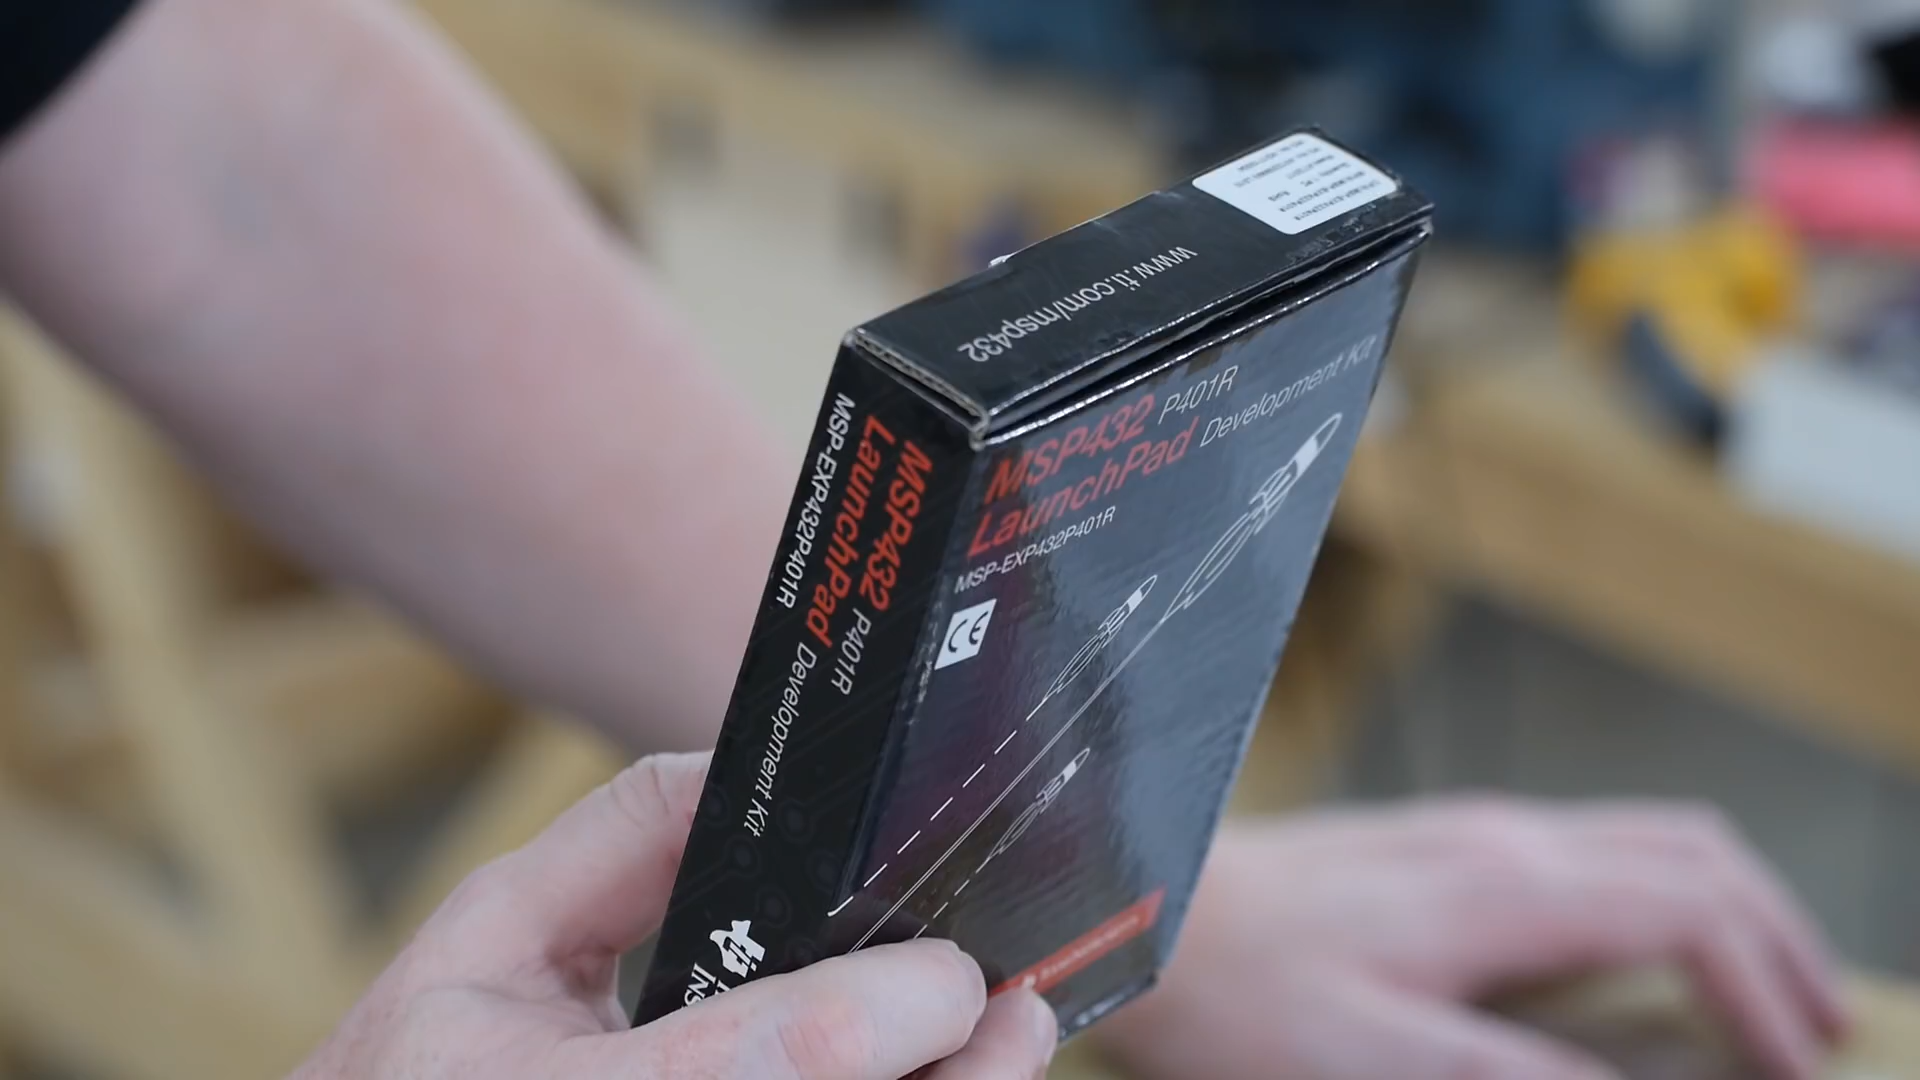 www.ti.com/msp432
MSP432 P401R
LaunchPad Development Kit
MSP-EXP432P401R
CE
MSP432 P401R
LaunchPad Development Kit
MSP-EXP432P401R